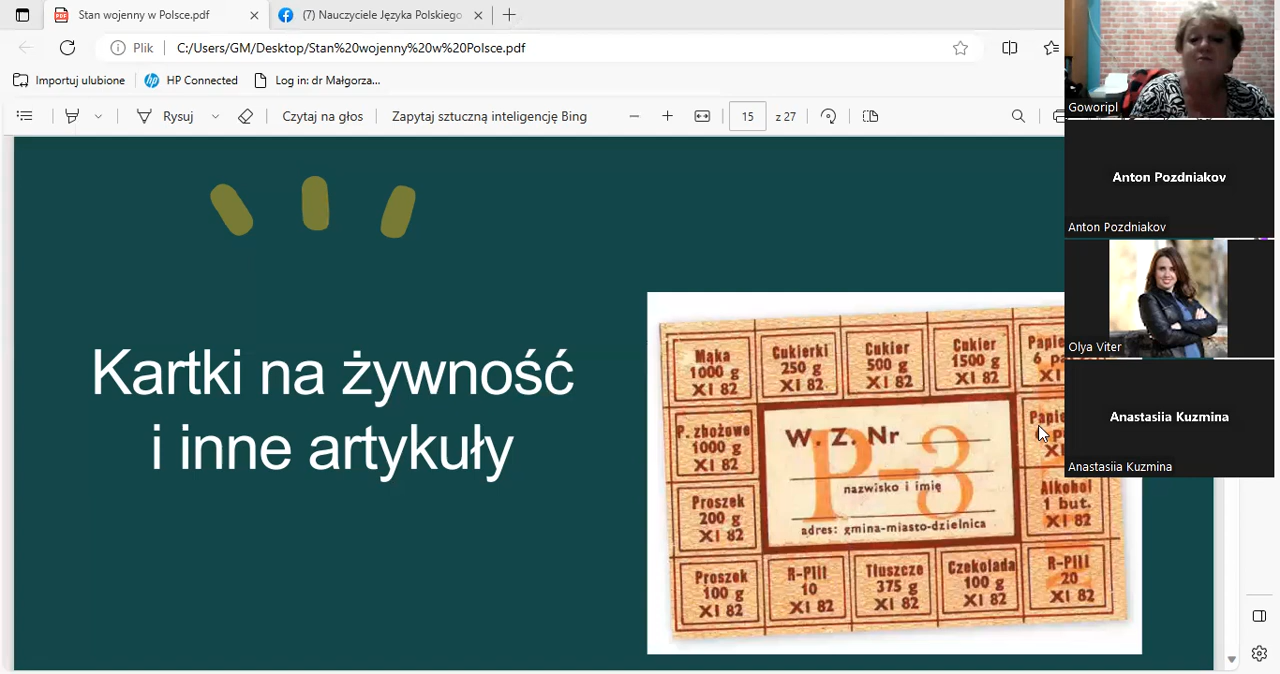 Stan wojenny w Polsce.pdf
(7) Nauczyciele Języka Polskiego
Plik
C:/Users/GM/Desktop/Stan%20wojenny%20w%20Polsce.pdf
Importuj ulubione
HP Connected
Log in: dr Małgorza...
Rysuj
Czytaj na głos
Zapytaj sztuczną inteligencję Bing
15
z 27
Goworipl
Anton Pozdniakov
Anton Pozdniakov
Olya Viter
Anastasiia Kuzmina
Anastasiia Kuzmina
Kartki na żywność
i inne artykuły
Mąka
1000 g
XI 82
Cukierki
250 g
XI 82
Cukier
500 g
XI 82
Cukier
1500 g
XI 82
P. zbożowe
1000 g
XI 82
W. Z. Nr
P-3
nazwisko i imię
adres: gmina-miasto-dzielnica
Proszek
200 g
XI 82
Alkohol
1 but.
XI 82
Proszek
100 g
XI 82
R-PIII
10
XI 82
Tłuszcze
375 g
XI 82
Czekolada
100 g
XI 82
R-PIII
20
XI 82